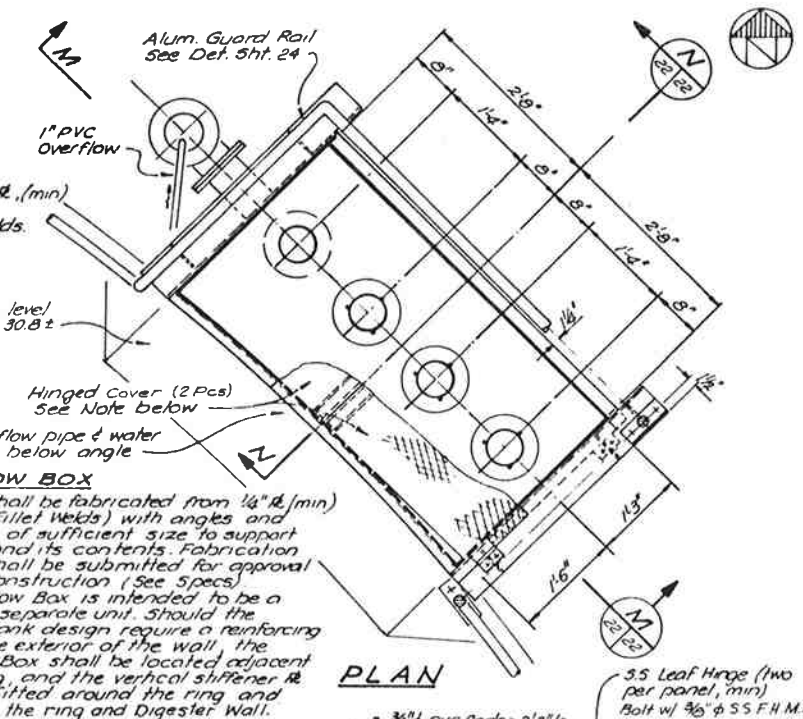 M
Alum. Guard Rail
See Det. Sht. 24
1" PVC
Overflow
(min)
level
30.8 ±
Hinged Cover (2 Pcs)
See Note below
flow pipe & water
below angle
OW BOX
hall be fabricated from 1/4" ℞ (min)
Fillet Welds) with angles and
of sufficient size to support
nd its contents. Fabrication
hall be submitted for approval
onstruction (See Specs)
ow Box is intended to be a
separate unit. Should the
ank design require a reinforcing
e exterior of the wall, the
Box shall be located adjacent
and the vertical stiffener ℞
itted around the ring and
the ring and Digester Wall.
N
22 22
8"
2'-8"
1'-4"
8"
8"
2'-8"
1'-4"
8"
1 1/4"
1 1/2"
N
1'-3"
1'-6"
M
22 22
PLAN
S.S Leaf Hinge (two
per panel, min)
Bolt w/ φ S S F.H.M.